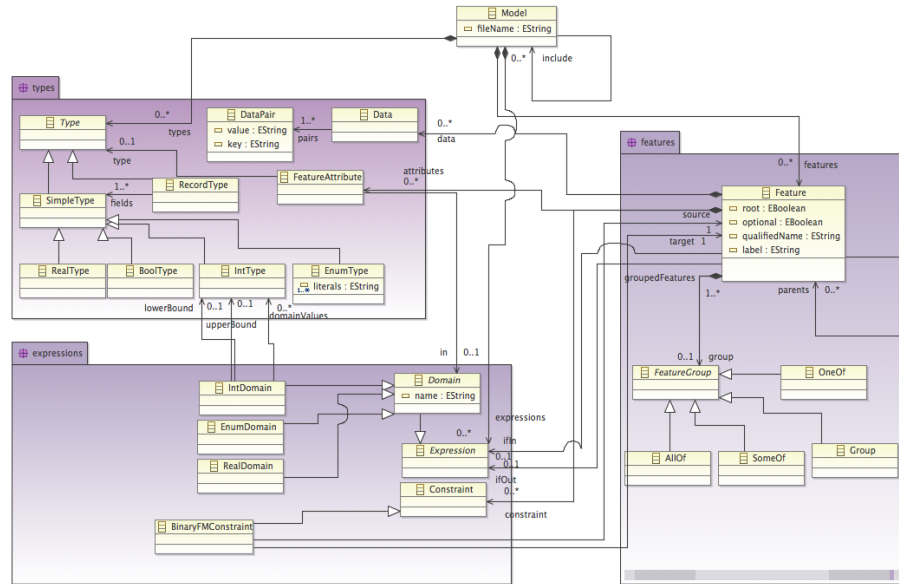 Model
fileName : EString
0..*
include
types
Type
0..*
types
0..1
type
DataPair
value : EString
key : EString
1..*
pairs
Data
0..*
data
features
0..*
features
attributes
0..*
FeatureAttribute
RecordType
1..*
fields
SimpleType
Feature
root : EBoolean
optional : EBoolean
qualifiedName : EString
label : EString
source
1
target 1
RealType
BoolType
IntType
EnumType
literals : EString
1..*
groupedFeatures
1..*
parents
0..*
lowerBound
0..1
upperBound
0..1
0..*
domainValues
expressions
in
0..1
0..1
group
IntDomain
Domain
name : EString
FeatureGroup
OneOf
EnumDomain
expressions
0..*
ifIn
0..1
RealDomain
Expression
0..1
ifOut
AllOf
SomeOf
Group
Constraint
0..*
constraint
BinaryFMConstraint